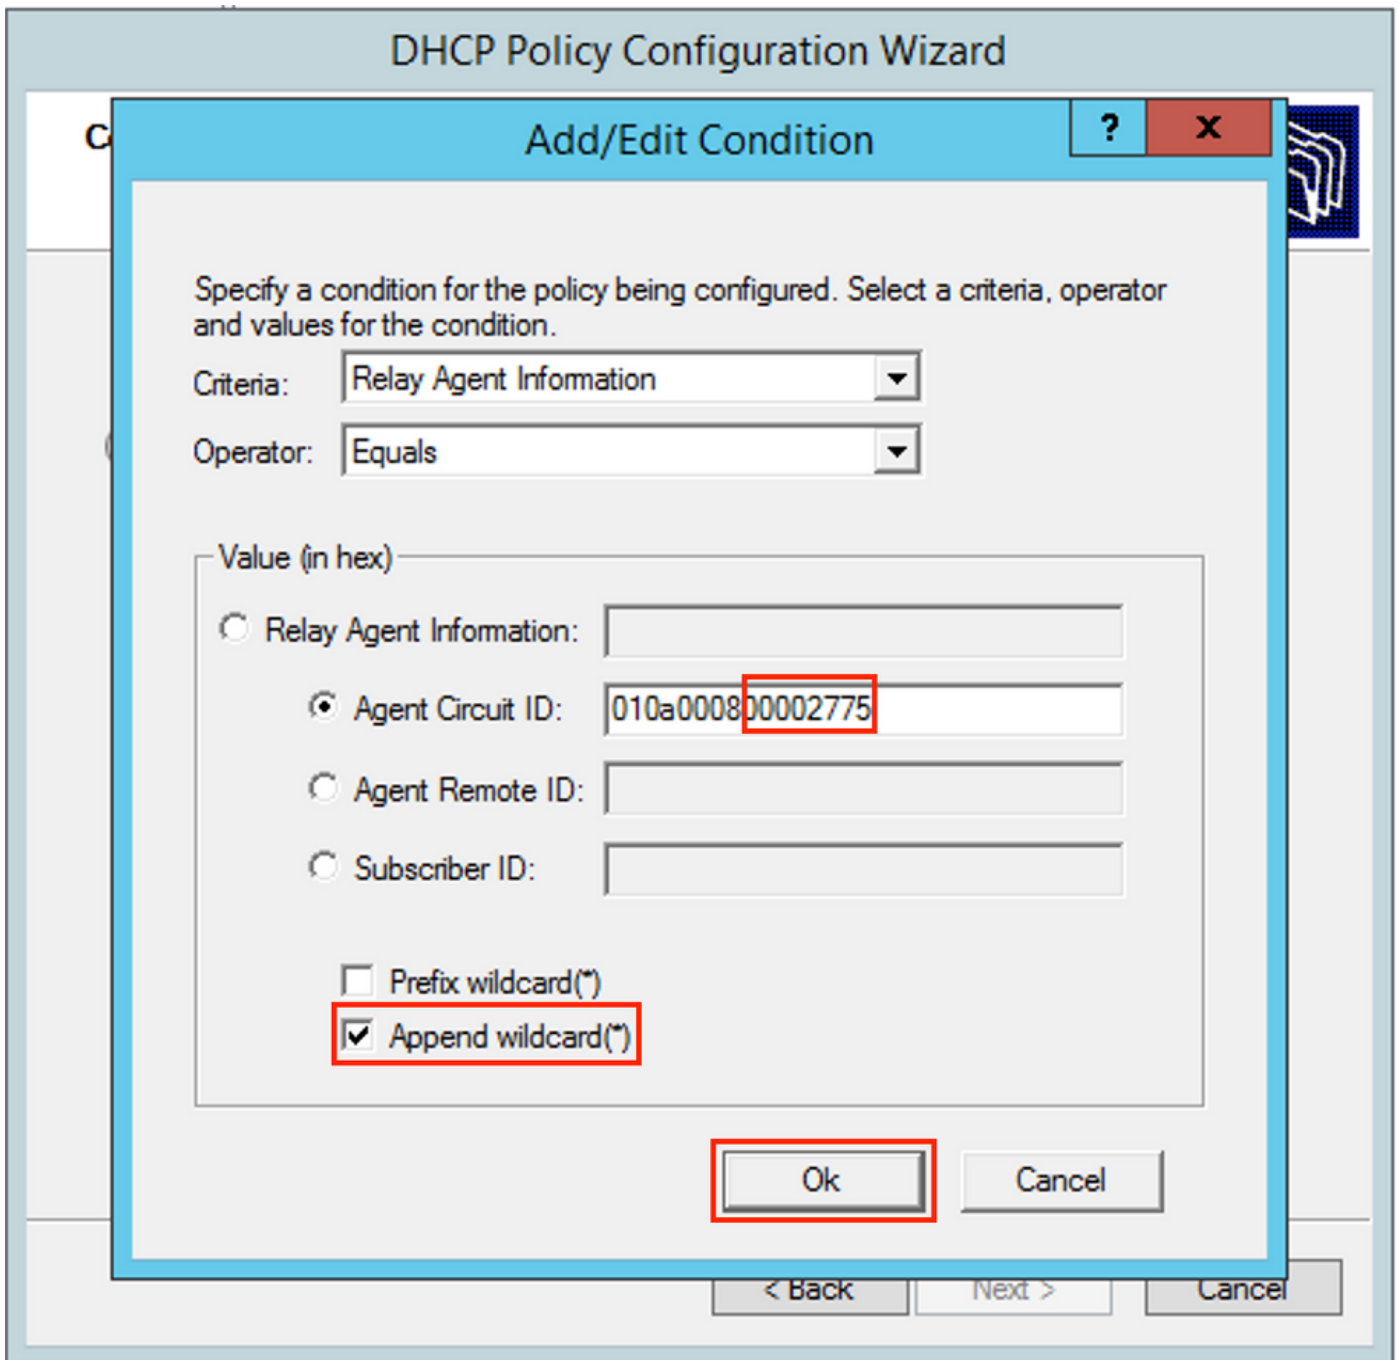 DHCP Policy Configuration Wizard
Add/Edit Condition
?
x
Specify a condition for the policy being configured. Select a criteria, operator
and values for the condition.
Criteria: Relay Agent Information
Operator: Equals
Value (in hex)
Relay Agent Information:
Agent Circuit ID: 010a000800002775
Agent Remote ID:
Subscriber ID:
Prefix wildcard(*)
Append wildcard(*)
Ok
Cancel
< Back
Next >
Cancel